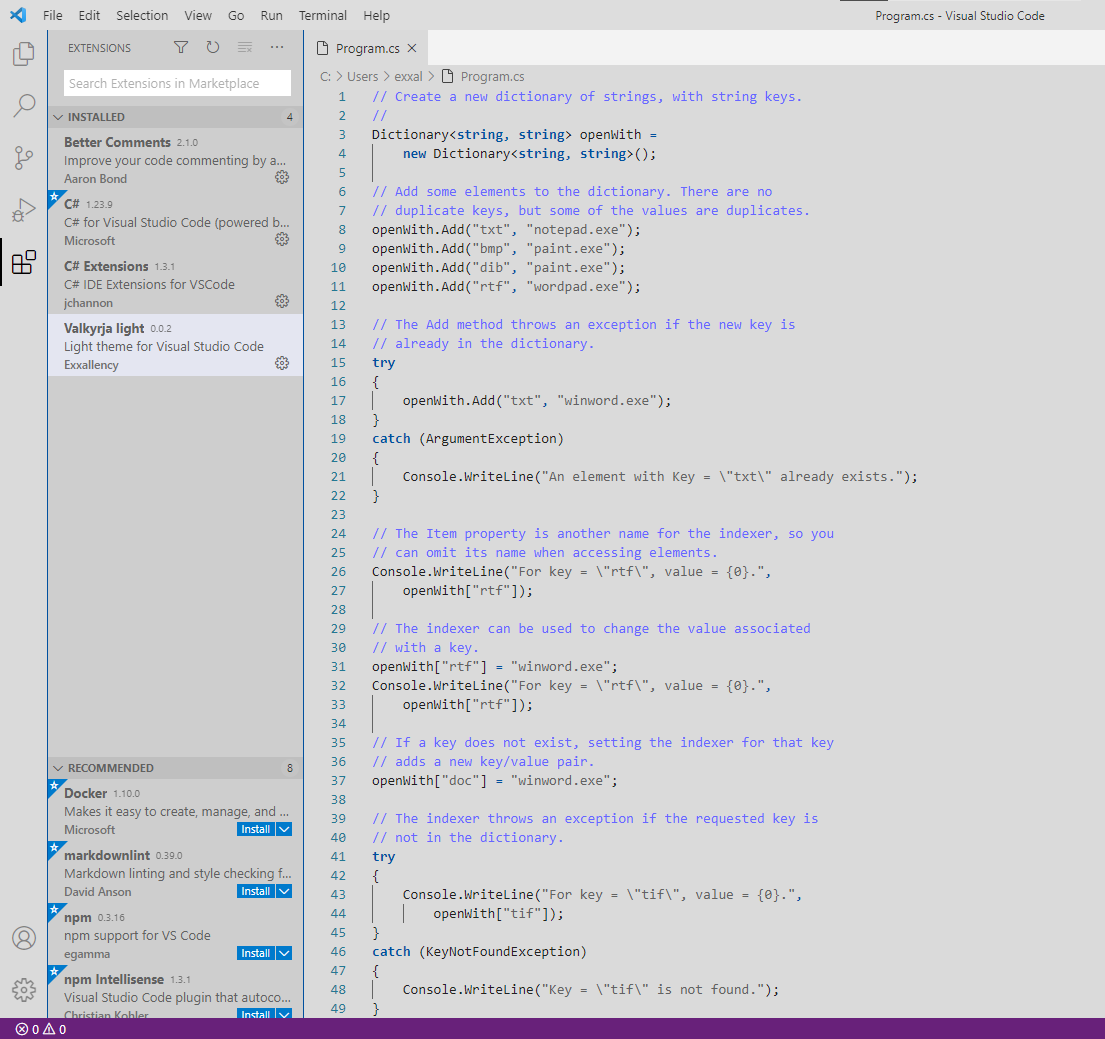 File Edit Selection View Go Run Terminal Help Program.cs - Visual Studio Code
EXTENSIONS ···
Search Extensions in Marketplace
INSTALLED 4
Better Comments 2.1.0
Improve your code commenting by a...
Aaron Bond
C# 1.23.9
C# for Visual Studio Code (powered b...
Microsoft
C# Extensions 1.3.1
C# IDE Extensions for VSCode
jchannon
Valkyrja light 0.0.2
Light theme for Visual Studio Code
Exxallency
RECOMMENDED 8
Docker 1.10.0
Makes it easy to create, manage, and ...
Microsoft Install
markdownlint 0.39.0
Markdown linting and style checking f...
David Anson Install
npm 0.3.16
npm support for VS Code
egamma Install
npm Intellisense 1.3.1
Visual Studio Code plugin that autoco...
Christian Kohler Install
Program.cs ×
C: > Users > exxal > Program.cs
1 // Create a new dictionary of strings, with string keys.
2 //
3 Dictionary<string, string> openWith =
4 new Dictionary<string, string>();
5
6 // Add some elements to the dictionary. There are no
7 // duplicate keys, but some of the values are duplicates.
8 openWith.Add("txt", "notepad.exe");
9 openWith.Add("bmp", "paint.exe");
10 openWith.Add("dib", "paint.exe");
11 openWith.Add("rtf", "wordpad.exe");
12
13 // The Add method throws an exception if the new key is
14 // already in the dictionary.
15 try
16 {
17 openWith.Add("txt", "winword.exe");
18 }
19 catch (ArgumentException)
20 {
21 Console.WriteLine("An element with Key = \"txt\" already exists.");
22 }
23
24 // The Item property is another name for the indexer, so you
25 // can omit its name when accessing elements.
26 Console.WriteLine("For key = \"rtf\", value = {0}.",
27 openWith["rtf"]);
28
29 // The indexer can be used to change the value associated
30 // with a key.
31 openWith["rtf"] = "winword.exe";
32 Console.WriteLine("For key = \"rtf\", value = {0}.",
33 openWith["rtf"]);
34
35 // If a key does not exist, setting the indexer for that key
36 // adds a new key/value pair.
37 openWith["doc"] = "winword.exe";
38
39 // The indexer throws an exception if the requested key is
40 // not in the dictionary.
41 try
42 {
43 Console.WriteLine("For key = \"tif\", value = {0}.",
44 openWith["tif"]);
45 }
46 catch (KeyNotFoundException)
47 {
48 Console.WriteLine("Key = \"tif\" is not found.");
49 }
0 0